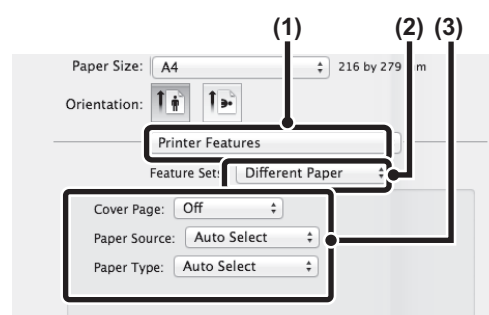 (1) (2) (3)
Paper Size: A4 216 by 279 m
Orientation:
Printer Features
Feature Set: Different Paper
Cover Page: Off
Paper Source: Auto Select
Paper Type: Auto Select